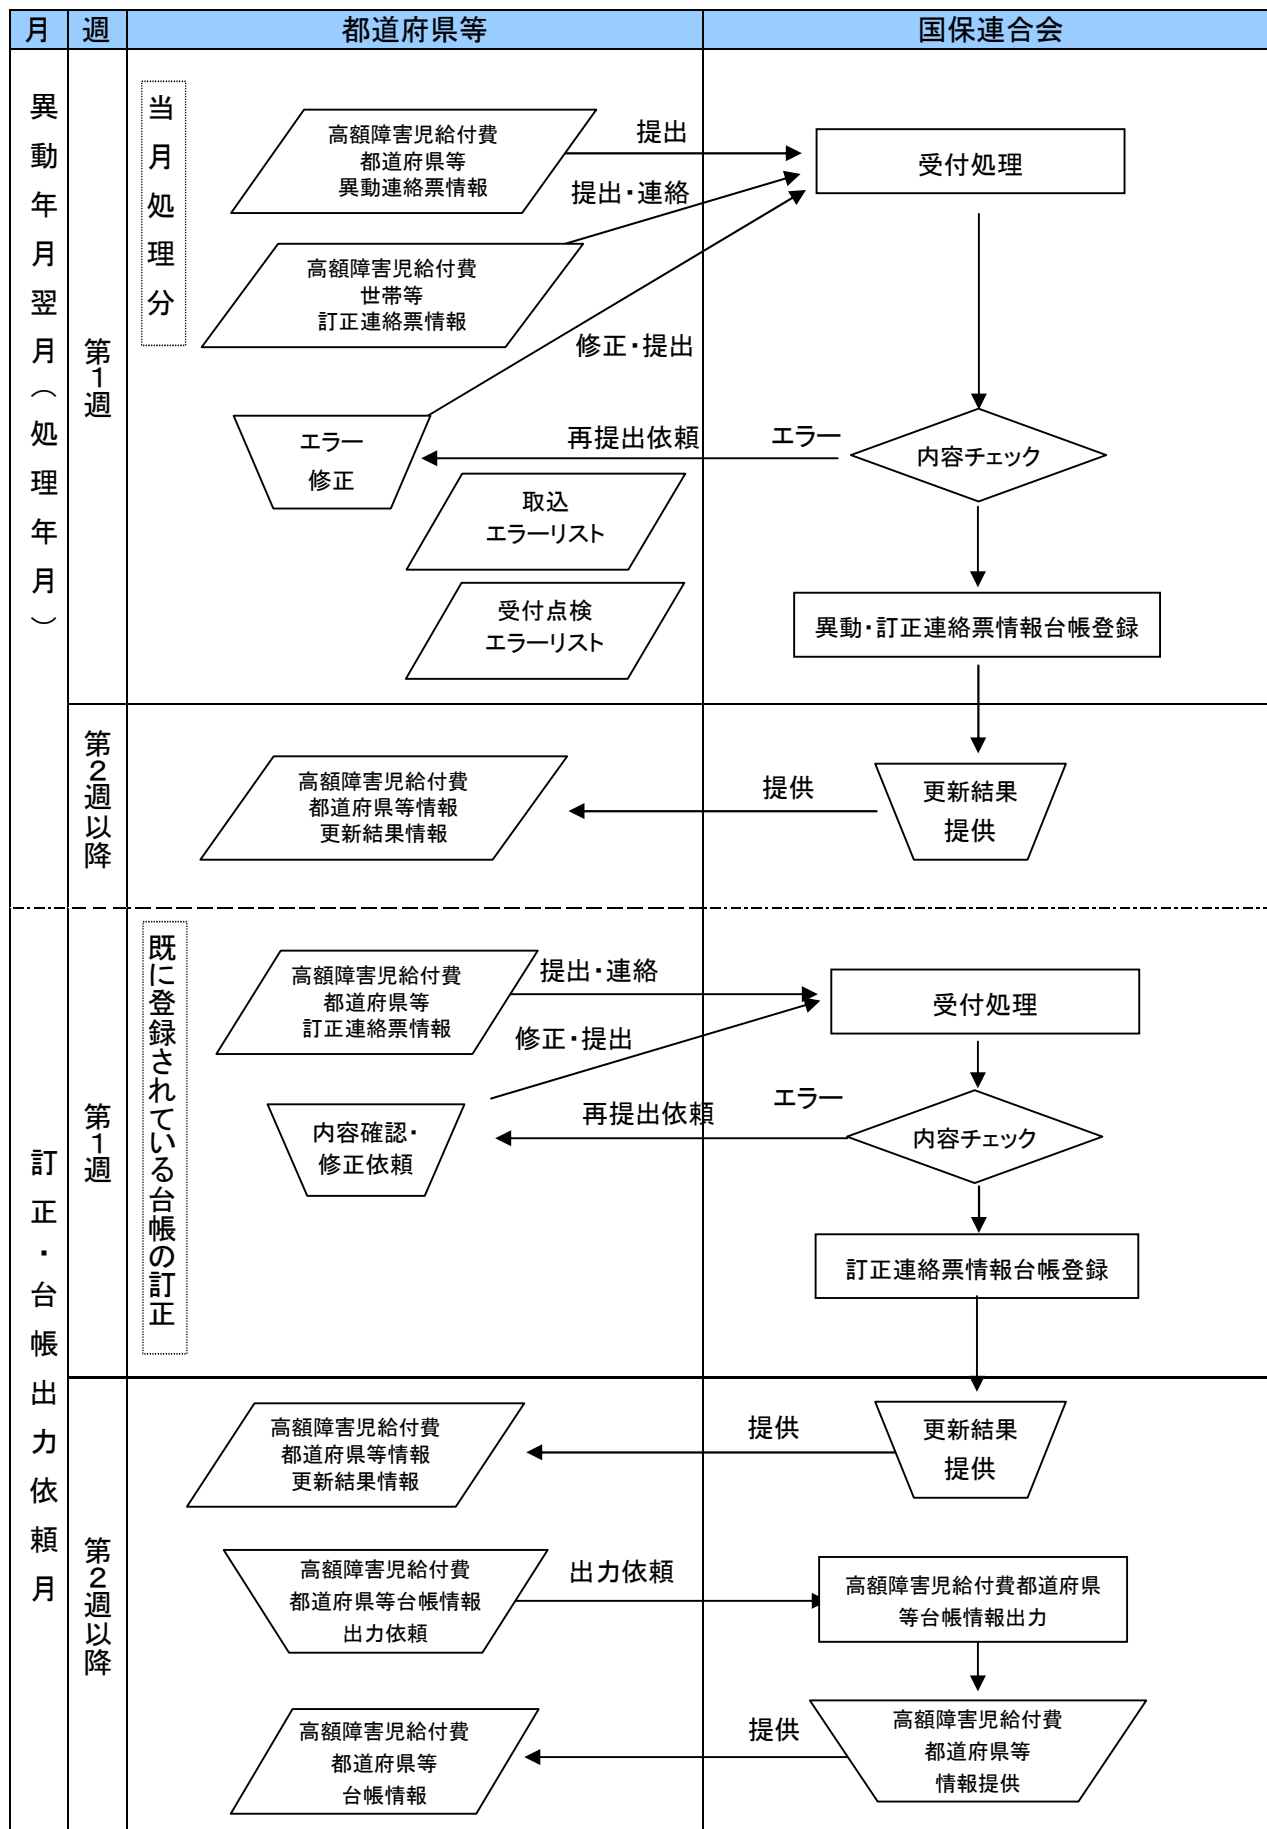 月 週 都道府県等 国保連合会
異動年月翌月（処理年月）
第1週
当月処理分
高額障害児給付費
都道府県等
異動連絡票情報
提出
受付処理
提出・連絡
高額障害児給付費
世帯等
訂正連絡票情報
修正・提出
エラー
修正
再提出依頼
エラー
内容チェック
取込
エラーリスト
受付点検
エラーリスト
異動・訂正連絡票情報台帳登録
第2週以降
高額障害児給付費
都道府県等情報
更新結果情報
提供
更新結果
提供
訂正・台帳出力依頼月
第1週
既に登録されている台帳の訂正
高額障害児給付費
都道府県等
訂正連絡票情報
提出・連絡
受付処理
修正・提出
内容確認・
修正依頼
再提出依頼
エラー
内容チェック
訂正連絡票情報台帳登録
第2週以降
高額障害児給付費
都道府県等情報
更新結果情報
提供
更新結果
提供
高額障害児給付費
都道府県等台帳情報
出力依頼
出力依頼
高額障害児給付費都道府県
等台帳情報出力
高額障害児給付費
都道府県等
台帳情報
提供
高額障害児給付費
都道府県等
情報提供